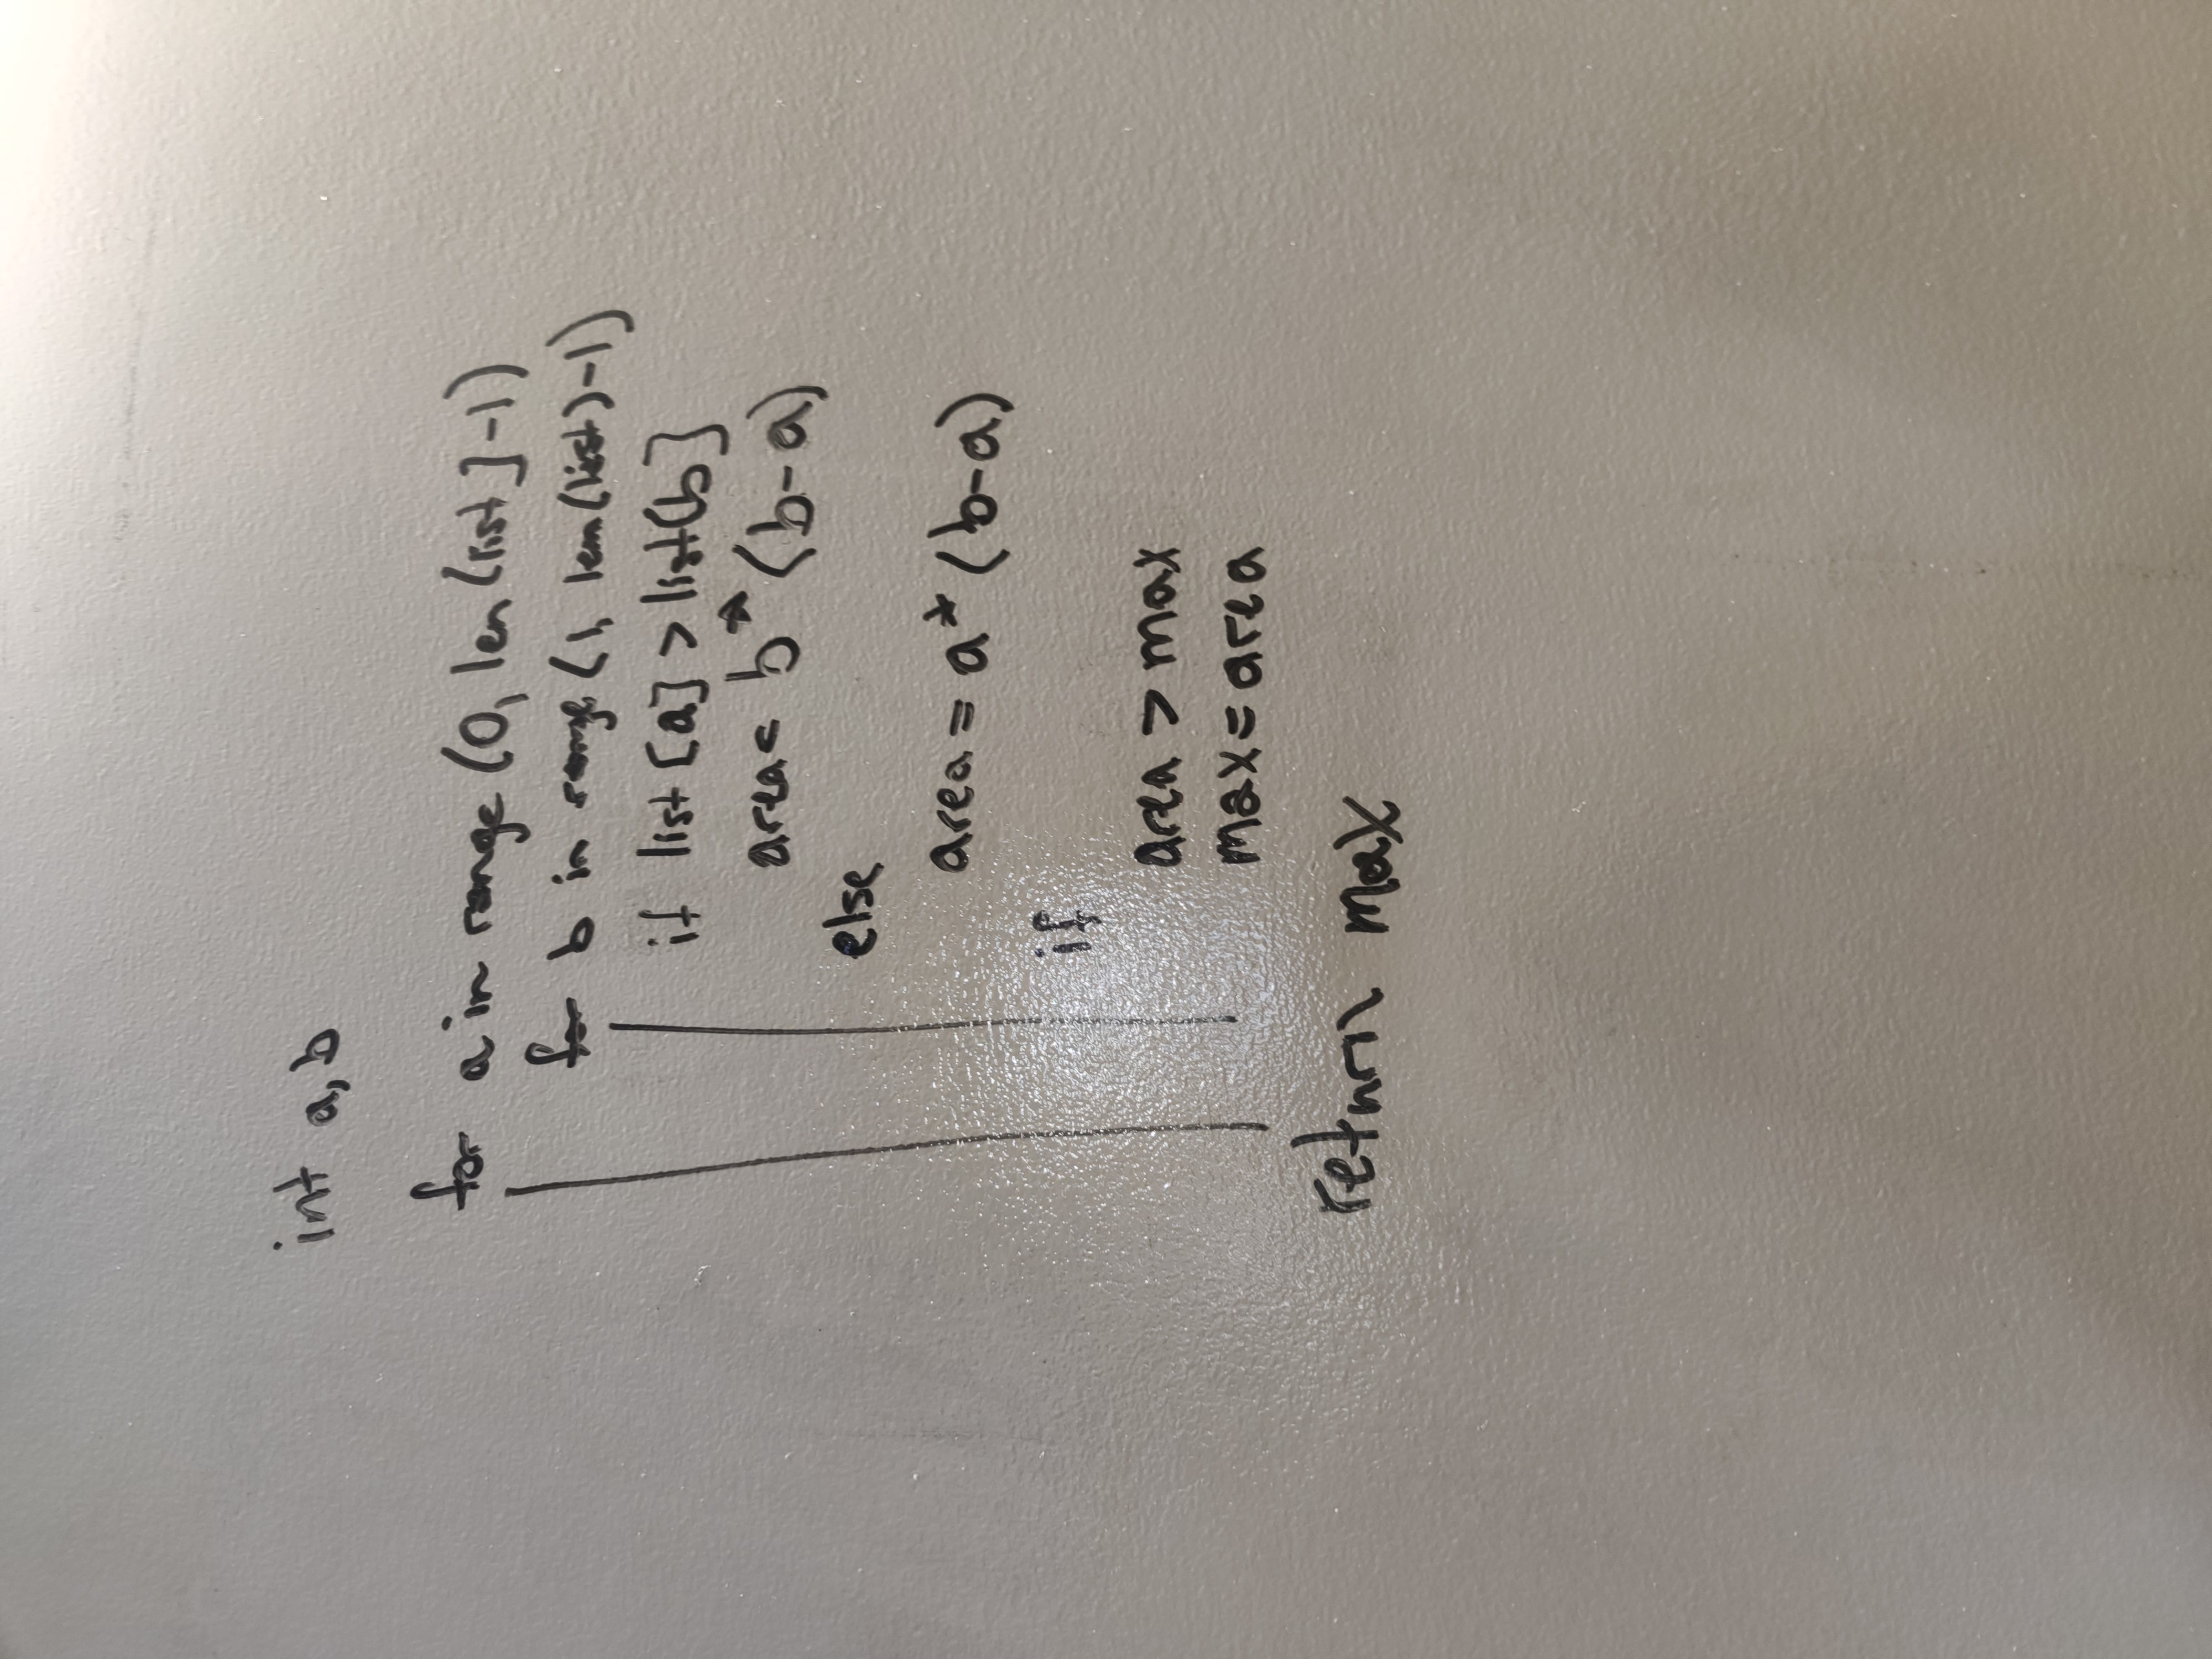 int a, b
for a in range (0, len (list ] -1)
for b in range (1, len (list) -1)
if list [a] > list (b ]
area = b * (b - a)
else
area = a * (b - a)
if
area > max
max = area
return max